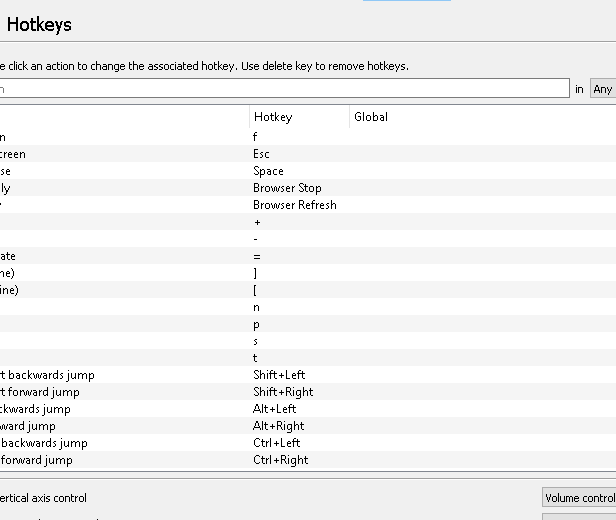 Hotkeys
e click an action to change the associated hotkey. Use delete key to remove hotkeys.
in Any
Hotkey Global
n f
creen Esc
se Space
ly Browser Stop
Browser Refresh
+
-
ate =
ne) ]
ine) [
n
p
s
t
rt backwards jump Shift+Left
rt forward jump Shift+Right
ckwards jump Alt+Left
ward jump Alt+Right
backwards jump Ctrl+Left
forward jump Ctrl+Right
ertical axis control Volume control